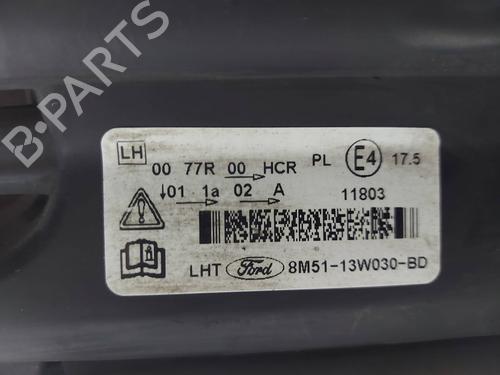 LH
00 77R 00 HCR PL E4 17.5
↓01 1a 02 A 11803
LHT Ford 8M51-13W030-BD
B-PARTS